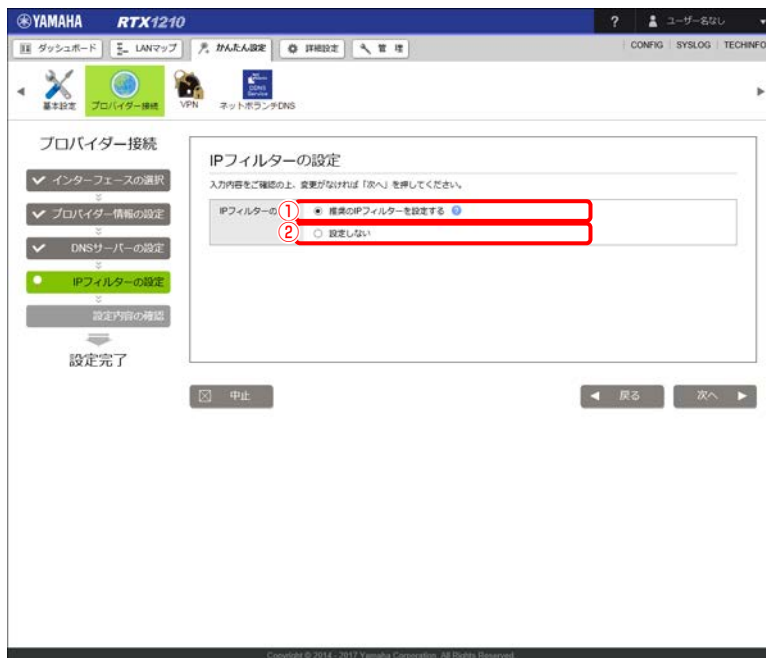 YAMAHA RTX1210 ? ユーザー名なし
ダッシュボード LANマップ かんたん設定 詳細設定 管理 CONFIG SYSLOG TECHINFO
基本設定 プロバイダー接続 VPN DDNS Service ネットボランチDNS
プロバイダー接続
インターフェースの選択
プロバイダー情報の設定
DNSサーバーの設定
IPフィルターの設定
設定内容の確認
設定完了
IPフィルターの設定
入力内容をご確認の上、変更がなければ「次へ」を押してください。
IPフィルターの ① 推奨のIPフィルターを設定する ?
② 設定しない
中止 戻る 次へ
Copyright © 2014 - 2017 Yamaha Corporation. All Rights Reserved.